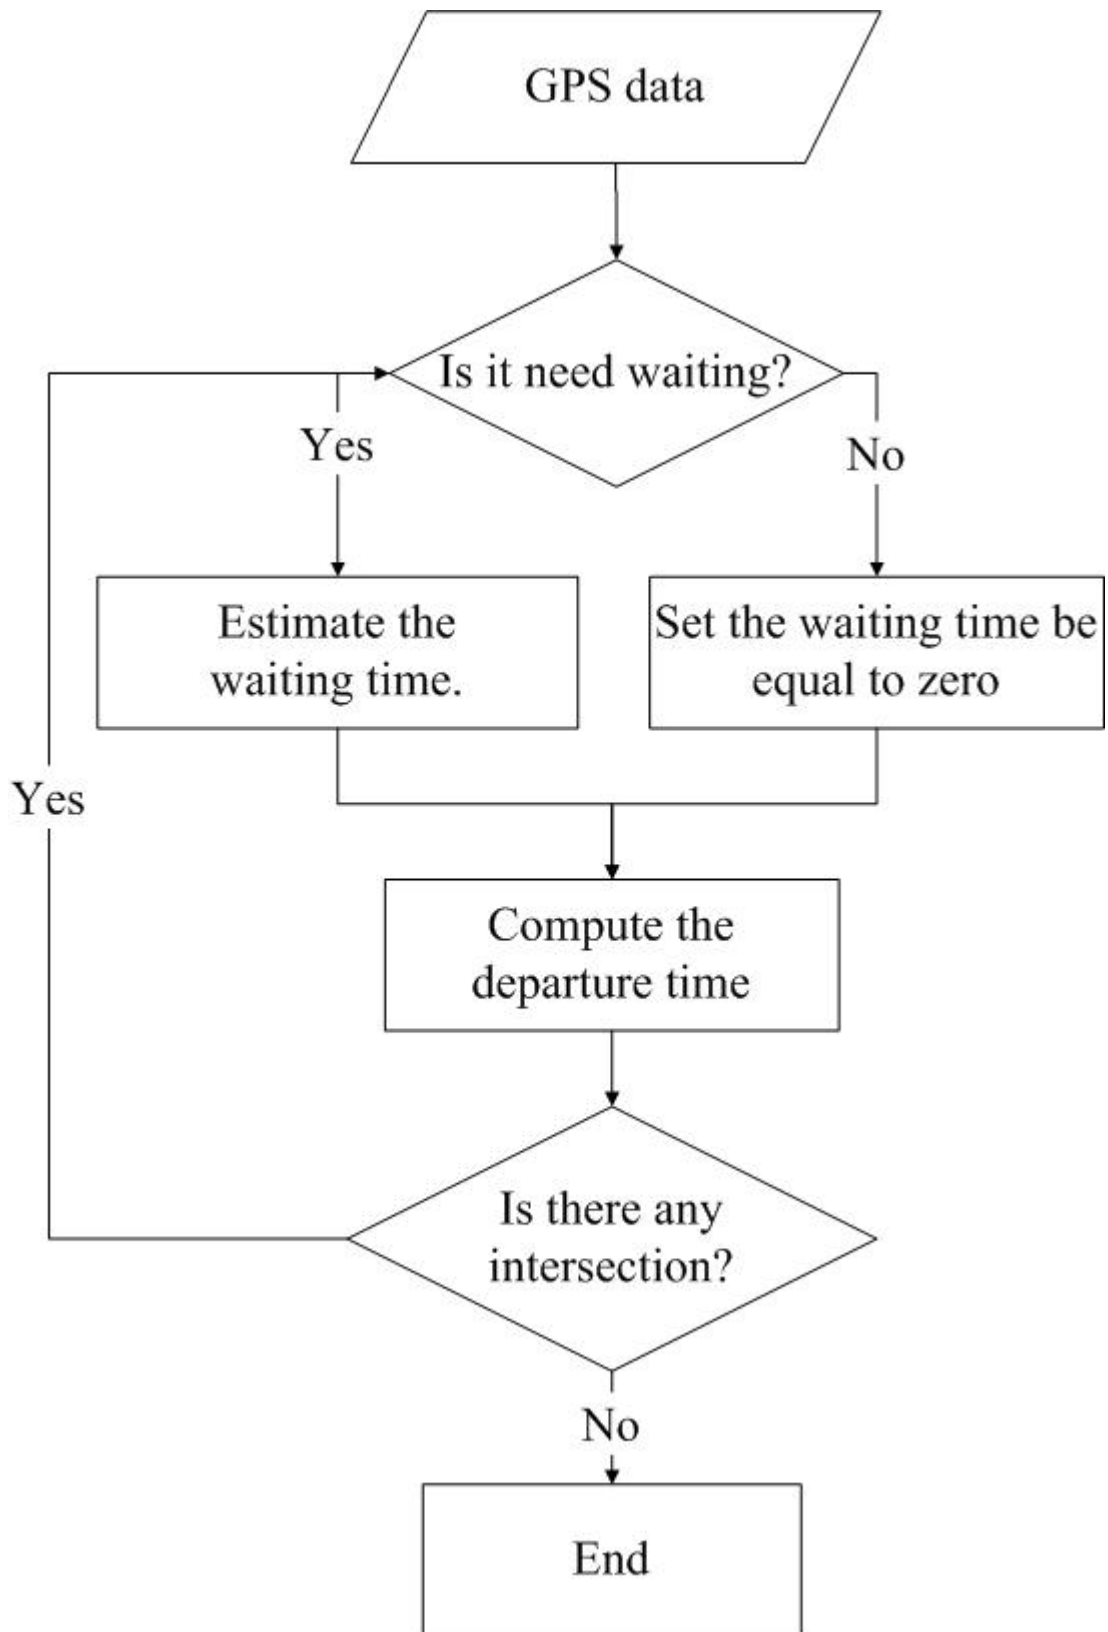 GPS data
Is it need waiting?
Yes
No
Estimate the
waiting time.
Set the waiting time be
equal to zero
Yes
Compute the
departure time
Is there any
intersection?
No
End